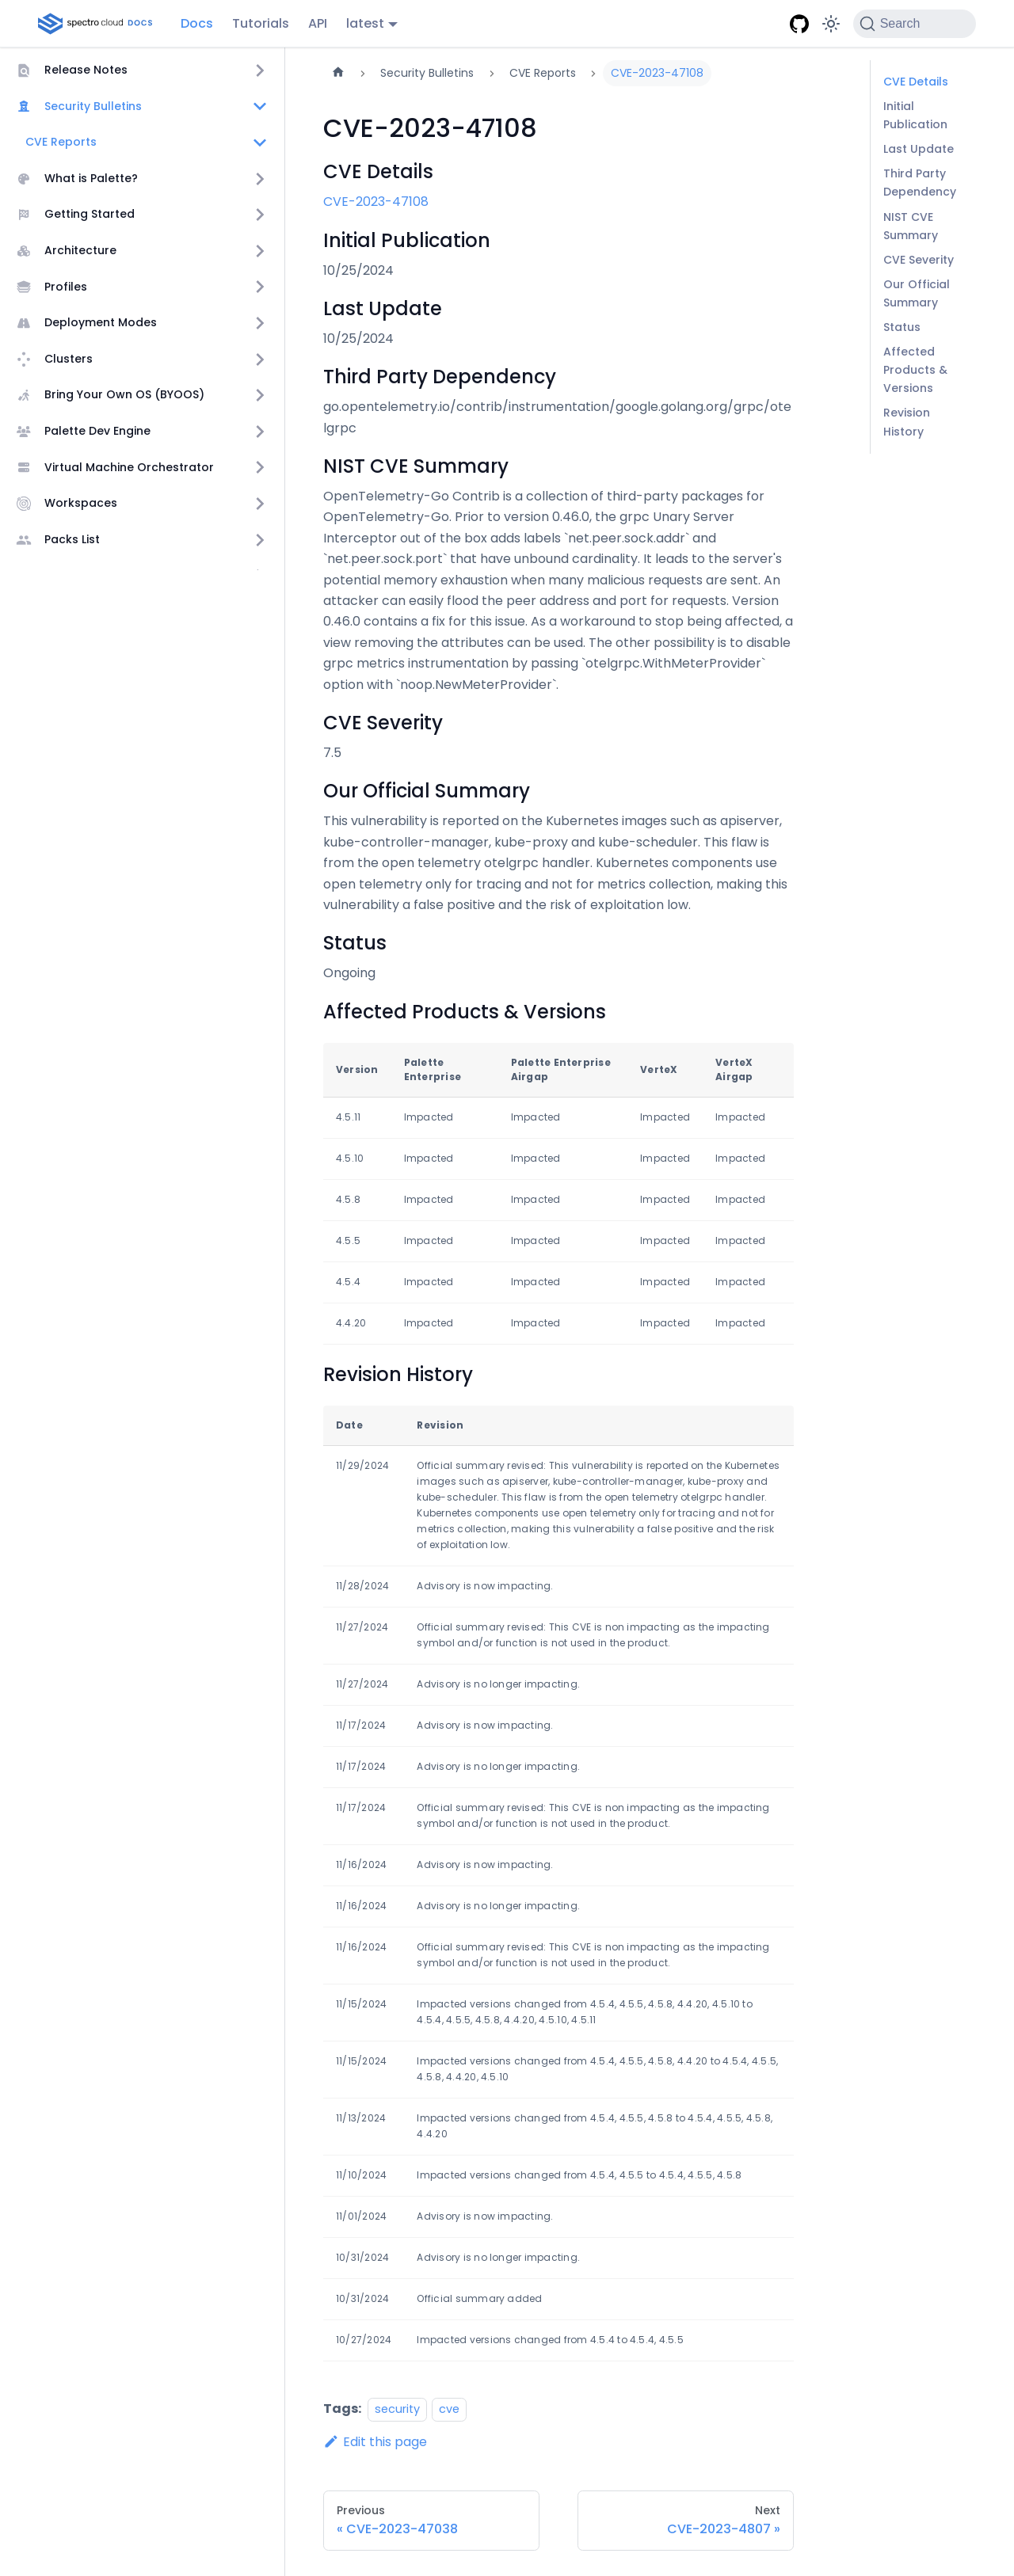 spectro cloud DOCS
Docs
Tutorials
API
latest
Search
Release Notes
Security Bulletins
CVE Reports
What is Palette?
Getting Started
Architecture
Profiles
Deployment Modes
Clusters
Bring Your Own OS (BYOOS)
Palette Dev Engine
Virtual Machine Orchestrator
Workspaces
Packs List
Security Bulletins
CVE Reports
CVE-2023-47108
CVE-2023-47108
CVE Details
CVE-2023-47108
Initial Publication
10/25/2024
Last Update
10/25/2024
Third Party Dependency
go.opentelemetry.io/contrib/instrumentation/google.golang.org/grpc/ote
lgrpc
NIST CVE Summary
OpenTelemetry-Go Contrib is a collection of third-party packages for
OpenTelemetry-Go. Prior to version 0.46.0, the grpc Unary Server
Interceptor out of the box adds labels `net.peer.sock.addr` and
`net.peer.sock.port` that have unbound cardinality. It leads to the server's
potential memory exhaustion when many malicious requests are sent. An
attacker can easily flood the peer address and port for requests. Version
0.46.0 contains a fix for this issue. As a workaround to stop being affected, a
view removing the attributes can be used. The other possibility is to disable
grpc metrics instrumentation by passing `otelgrpc.WithMeterProvider`
option with `noop.NewMeterProvider`.
CVE Severity
7.5
Our Official Summary
This vulnerability is reported on the Kubernetes images such as apiserver,
kube-controller-manager, kube-proxy and kube-scheduler. This flaw is
from the open telemetry otelgrpc handler. Kubernetes components use
open telemetry only for tracing and not for metrics collection, making this
vulnerability a false positive and the risk of exploitation low.
Status
Ongoing
Affected Products & Versions
Version Palette Enterprise Palette Enterprise Airgap VerteX VerteX Airgap
4.5.11 Impacted Impacted Impacted Impacted
4.5.10 Impacted Impacted Impacted Impacted
4.5.8 Impacted Impacted Impacted Impacted
4.5.5 Impacted Impacted Impacted Impacted
4.5.4 Impacted Impacted Impacted Impacted
4.4.20 Impacted Impacted Impacted Impacted
Revision History
Date Revision
11/29/2024 Official summary revised: This vulnerability is reported on the Kubernetes
images such as apiserver, kube-controller-manager, kube-proxy and
kube-scheduler. This flaw is from the open telemetry otelgrpc handler.
Kubernetes components use open telemetry only for tracing and not for
metrics collection, making this vulnerability a false positive and the risk
of exploitation low.
11/28/2024 Advisory is now impacting.
11/27/2024 Official summary revised: This CVE is non impacting as the impacting
symbol and/or function is not used in the product.
11/27/2024 Advisory is no longer impacting.
11/17/2024 Advisory is now impacting.
11/17/2024 Advisory is no longer impacting.
11/17/2024 Official summary revised: This CVE is non impacting as the impacting
symbol and/or function is not used in the product.
11/16/2024 Advisory is now impacting.
11/16/2024 Advisory is no longer impacting.
11/16/2024 Official summary revised: This CVE is non impacting as the impacting
symbol and/or function is not used in the product.
11/15/2024 Impacted versions changed from 4.5.4, 4.5.5, 4.5.8, 4.4.20, 4.5.10 to
4.5.4, 4.5.5, 4.5.8, 4.4.20, 4.5.10, 4.5.11
11/15/2024 Impacted versions changed from 4.5.4, 4.5.5, 4.5.8, 4.4.20 to 4.5.4, 4.5.5,
4.5.8, 4.4.20, 4.5.10
11/13/2024 Impacted versions changed from 4.5.4, 4.5.5, 4.5.8 to 4.5.4, 4.5.5, 4.5.8,
4.4.20
11/10/2024 Impacted versions changed from 4.5.4, 4.5.5 to 4.5.4, 4.5.5, 4.5.8
11/01/2024 Advisory is now impacting.
10/31/2024 Advisory is no longer impacting.
10/31/2024 Official summary added
10/27/2024 Impacted versions changed from 4.5.4 to 4.5.4, 4.5.5
Tags: security cve
Edit this page
Previous
« CVE-2023-47038
Next
CVE-2023-4807 »
CVE Details
Initial
Publication
Last Update
Third Party
Dependency
NIST CVE
Summary
CVE Severity
Our Official
Summary
Status
Affected
Products &
Versions
Revision
History